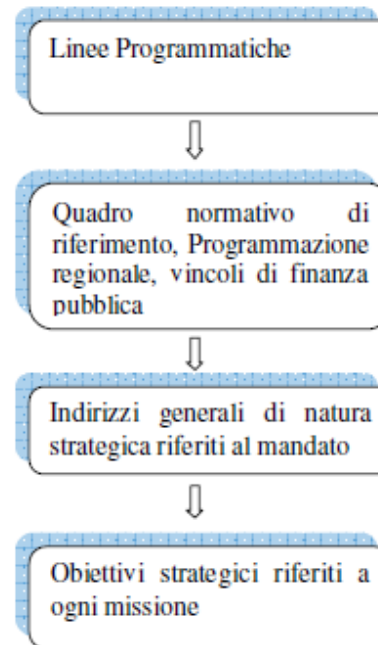 Linee Programmatiche
Quadro normativo di
riferimento, Programmazione
regionale, vincoli di finanza
pubblica
Indirizzi generali di natura
strategica riferiti al mandato
Obiettivi strategici riferiti a
ogni missione